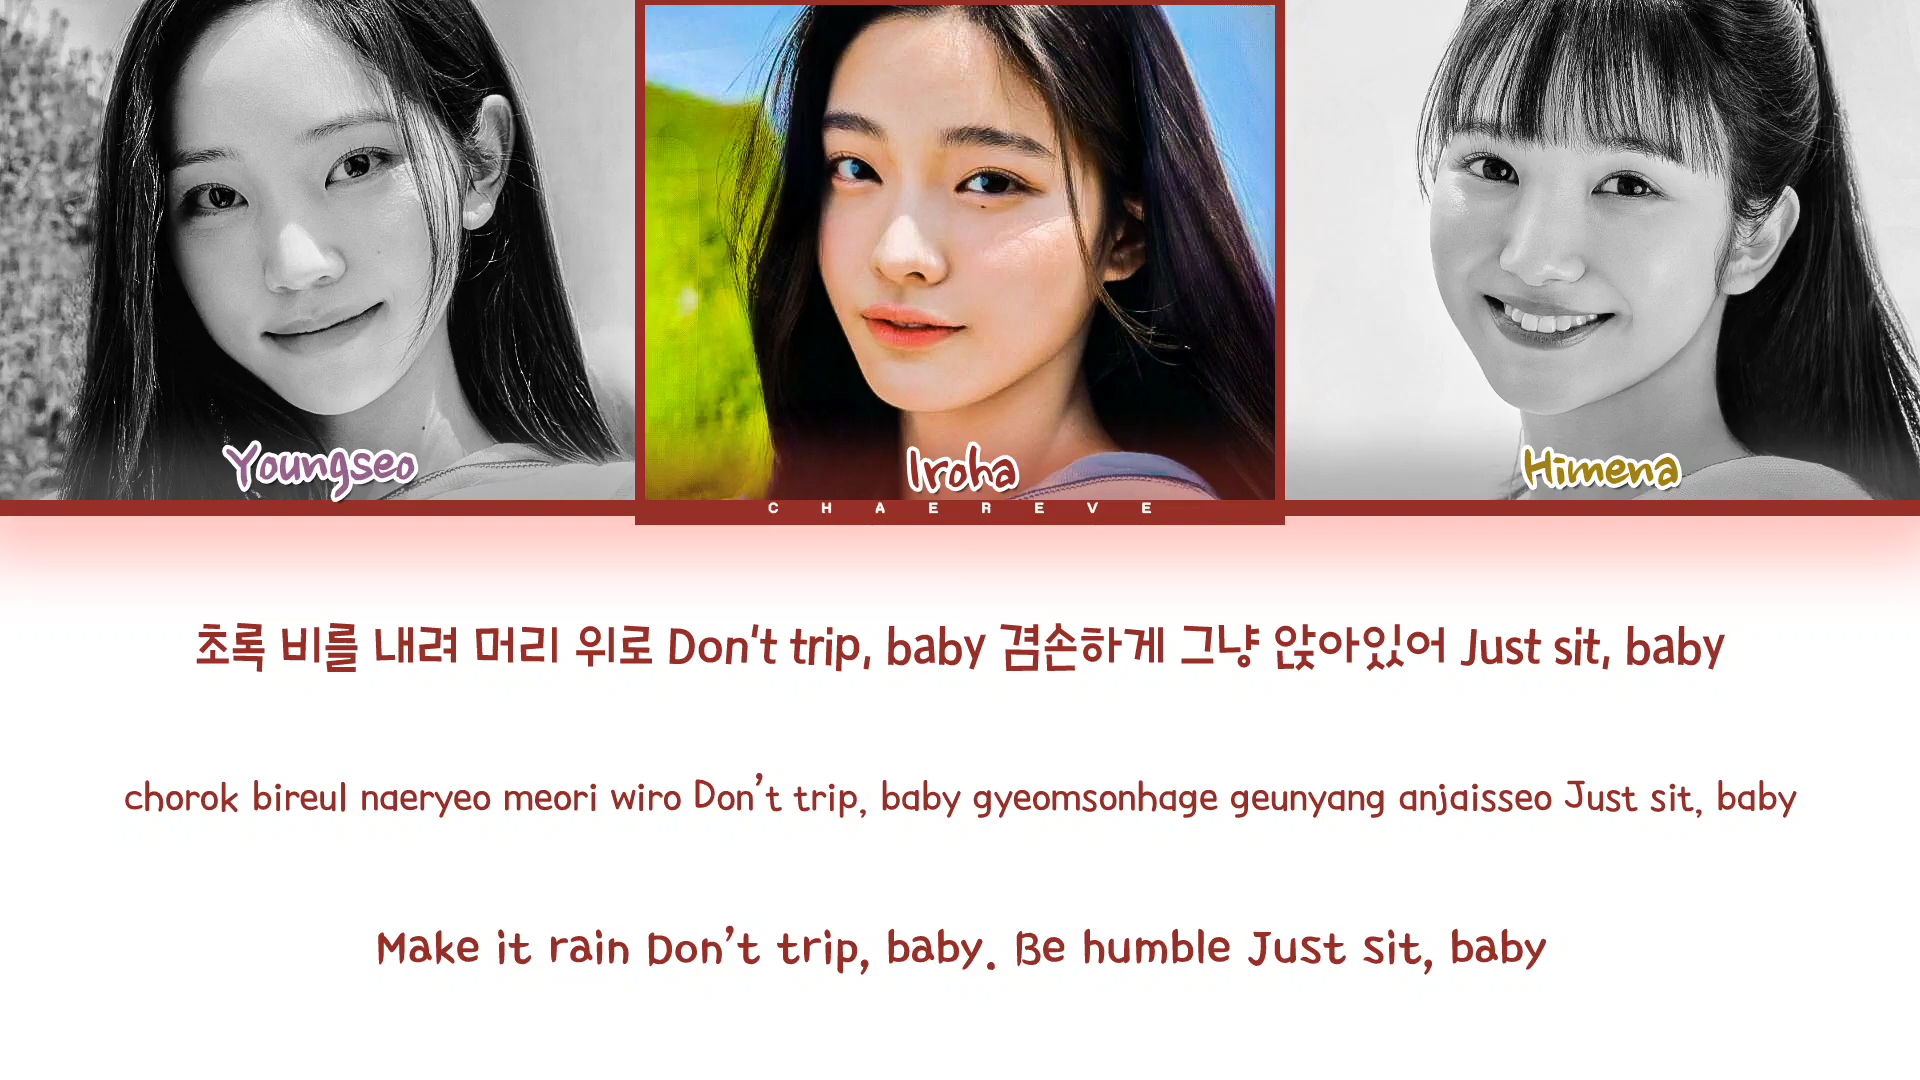 Youngseo
Iroha
Himena
CHAEREVE
초록 비를 내려 머리 위로 Don't trip, baby 겸손하게 그냥 앉아있어 Just sit, baby
chorok bireul naeryeo meori wiro Don't trip, baby gyeomsonhage geunyang anjaisseo Just sit, baby
Make it rain Don't trip, baby. Be humble Just sit, baby